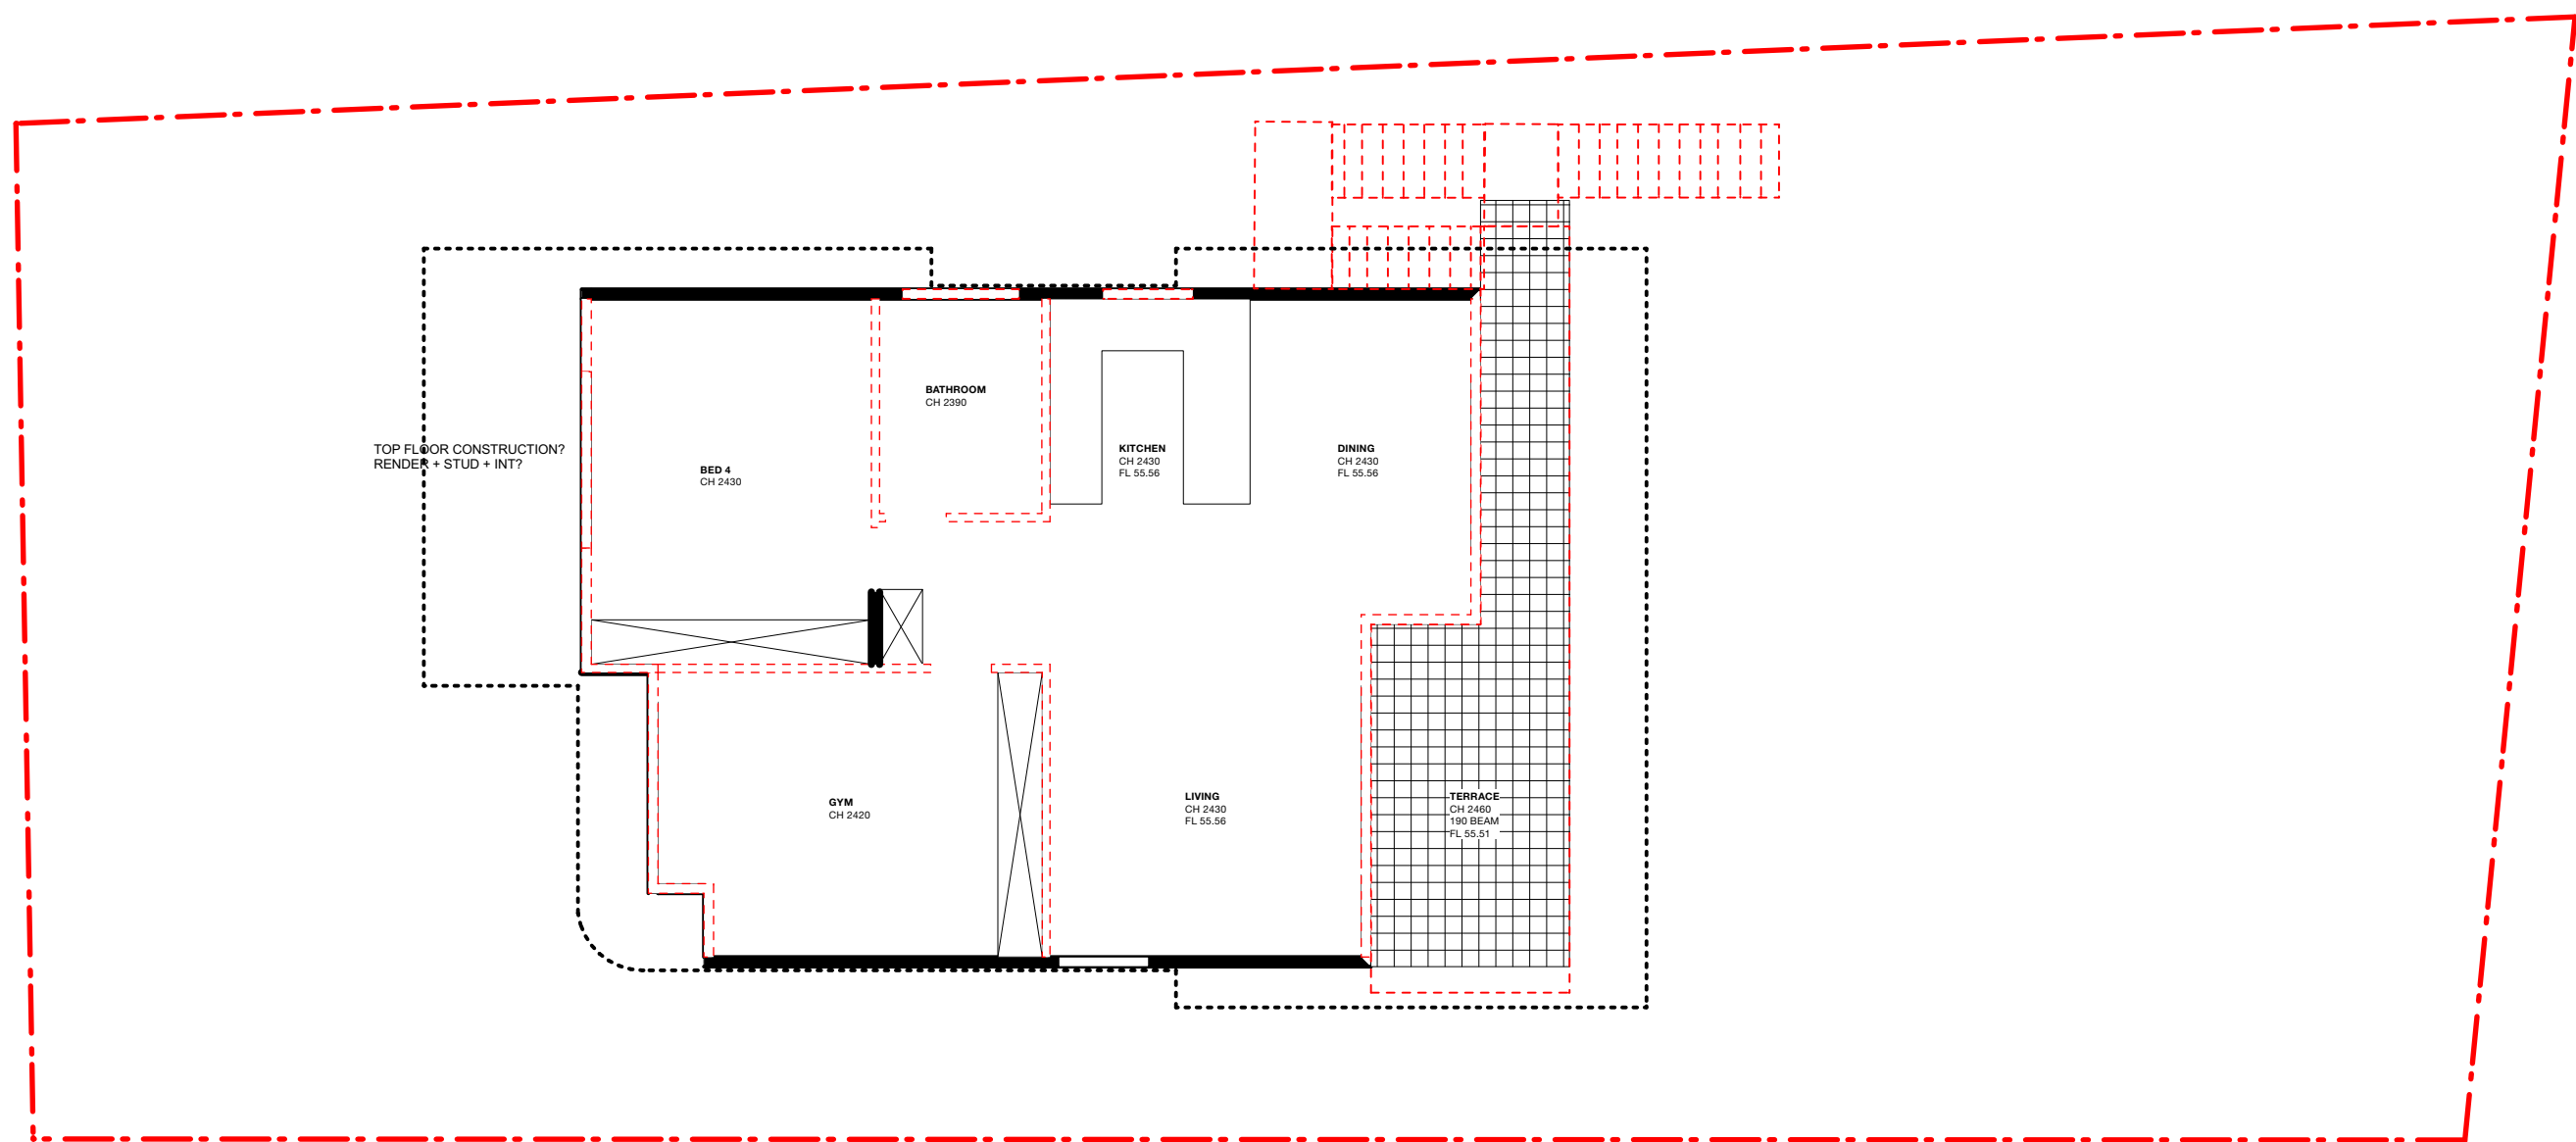 BATHROOM
CH 2390
TOP FLOOR CONSTRUCTION?
RENDER + STUD + INT?
BED 4
CH 2430
KITCHEN
CH 2430
FL 55.56
DINING
CH 2430
FL 55.56
GYM
CH 2420
LIVING
CH 2430
FL 55.56
TERRACE
CH 2460
190 BEAM
FL 55.51